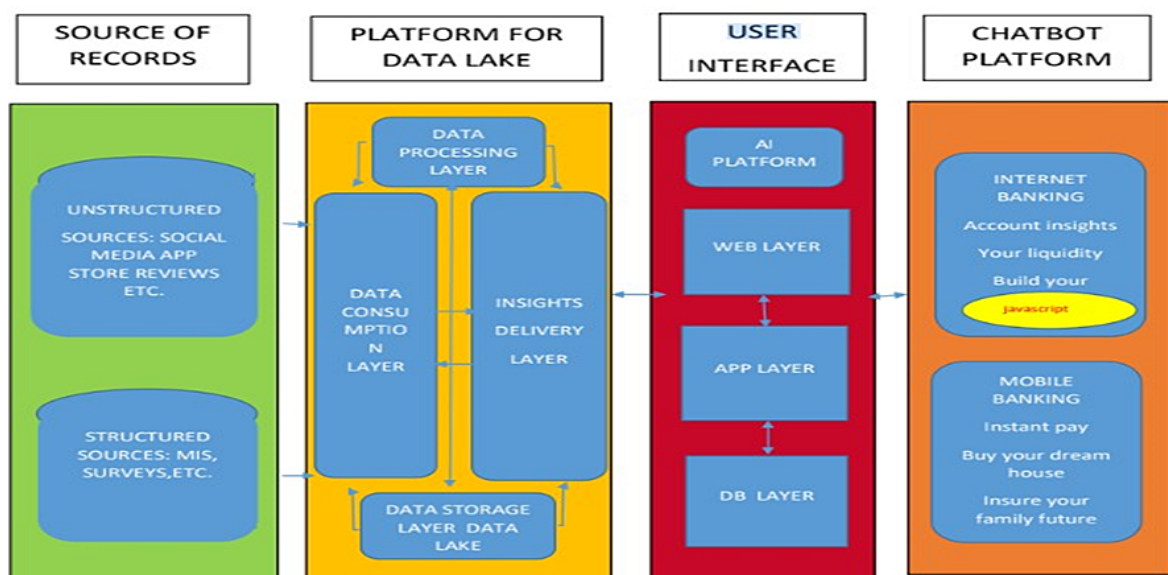 SOURCE OF
RECORDS
PLATFORM FOR
DATA LAKE
USER
INTERFACE
CHATBOT
PLATFORM
UNSTRUCTURED
SOURCES: SOCIAL
MEDIA APP
STORE REVIEWS
ETC.
STRUCTURED
SOURCES: MIS,
SURVEYS,ETC.
DATA
PROCESSING
LAYER
DATA
CONSU
MPTIO
N
LAYER
INSIGHTS
DELIVERY
LAYER
DATA STORAGE
LAYER DATA
LAKE
AI
PLATFORM
WEB LAYER
APP LAYER
DB LAYER
INTERNET
BANKING
Account insights
Your liquidity
Build your
javascript
MOBILE
BANKING
Instant pay
Buy your dream
house
Insure your
family future